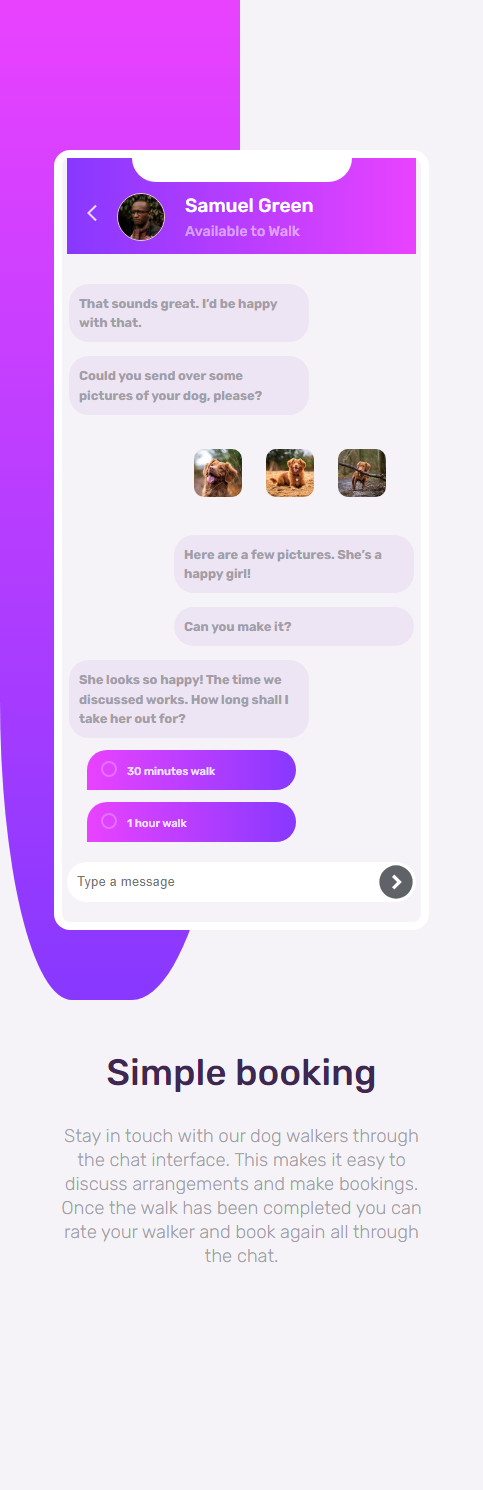 Samuel Green
Available to Walk
That sounds great. I'd be happy
with that.
Could you send over some
pictures of your dog, please?
Here are a few pictures. She's a
happy girl!
Can you make it?
She looks so happy! The time we
discussed works. How long shall I
take her out for?
30 minutes walk
1 hour walk
Type a message
Simple booking
Stay in touch with our dog walkers through
the chat interface. This makes it easy to
discuss arrangements and make bookings.
Once the walk has been completed you can
rate your walker and book again all through
the chat.